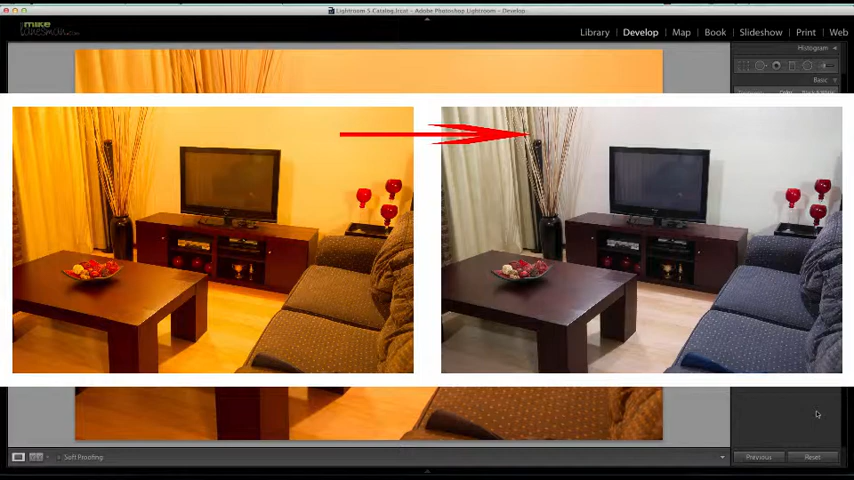 Lightroom 5 Catalog.lrcat - Adobe Photoshop Lightroom - Develop
mike
Library | Develop | Map | Book | Slideshow | Print | Web
Histogram
Basic
Soft Proofing
Previous
Reset